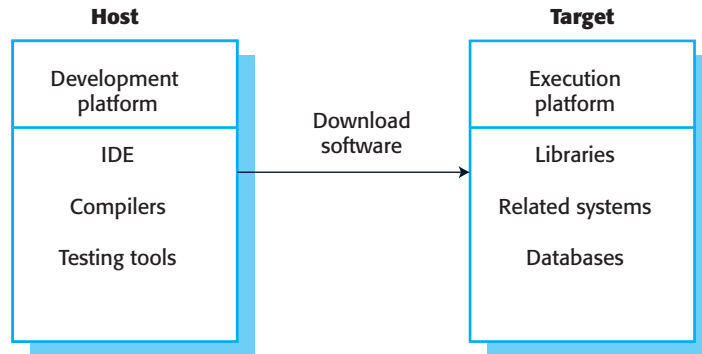 Host
Target
Development
platform
Execution
platform
Download
software
IDE
Compilers
Testing tools
Libraries
Related systems
Databases